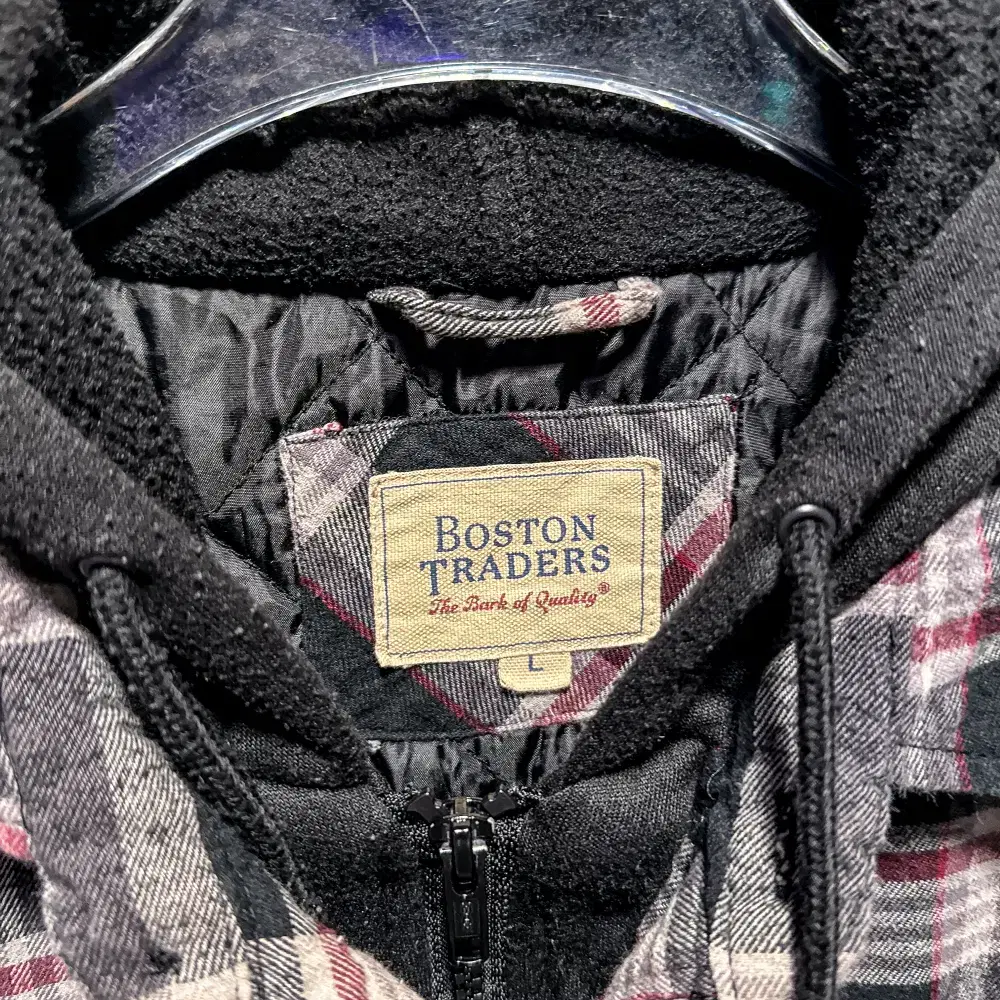 BOSTON
TRADERS
The Bark of Quality®
L